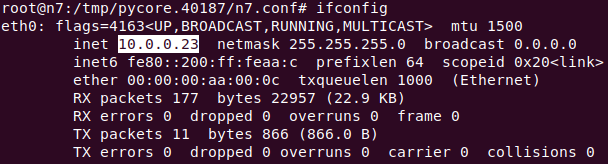 root@n7:/tmp/pycore.40187/n7.conf# ifconfig
eth0: flags=4163<UP,BROADCAST,RUNNING,MULTICAST>  mtu 1500
        inet 10.0.0.23  netmask 255.255.255.0  broadcast 0.0.0.0
        inet6 fe80::200:ff:feaa:c  prefixlen 64  scopeid 0x20<link>
        ether 00:00:00:aa:00:0c  txqueuelen 1000  (Ethernet)
        RX packets 177  bytes 22957 (22.9 KB)
        RX errors 0  dropped 0  overruns 0  frame 0
        TX packets 11  bytes 866 (866.0 B)
        TX errors 0  dropped 0 overruns 0  carrier 0  collisions 0